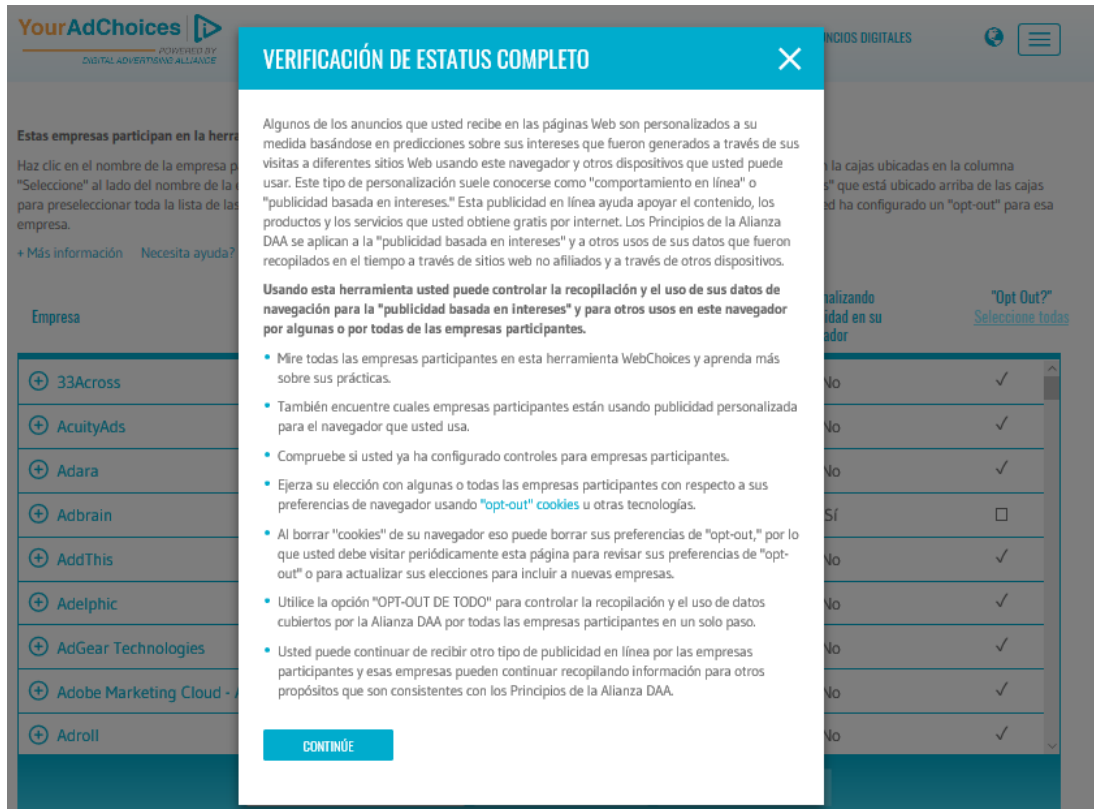 YourAdChoices
POWERED BY
DIGITAL ADVERTISING ALLIANCE
DIGITALES
VERIFICACIÓN DE ESTATUS COMPLETO
Algunos de los anuncios que usted recibe en las páginas Web son personalizados a su
medida basándose en predicciones sobre sus intereses que fueron generados a través de sus
visitas a diferentes sitios Web usando este navegador y otros dispositivos que usted puede
usar. Este tipo de personalización suele conocerse como "comportamiento en línea" o
"publicidad basada en intereses." Esta publicidad en línea ayuda apoyar el contenido, los
productos y los servicios que usted obtiene gratis por internet. Los Principios de la Alianza
DAA se aplican a la "publicidad basada en intereses" y a otros usos de sus datos que fueron
recopilados en el tiempo a través de sitios web no afiliados y a través de otros dispositivos.
Usando esta herramienta usted puede controlar la recopilación y el uso de sus datos de
navegación para la "publicidad basada en intereses" y para otros usos en este navegador
por algunas o por todas de las empresas participantes.
• Mire todas las empresas participantes en esta herramienta WebChoices y aprenda más
sobre sus prácticas.
• También encuentre cuales empresas participantes están usando publicidad personalizada
para el navegador que usted usa.
• Compruebe si usted ya ha configurado controles para empresas participantes.
• Ejerza su elección con algunas o todas las empresas participantes con respecto a sus
preferencias de navegador usando "opt-out" cookies u otras tecnologías.
• Al borrar "cookies" de su navegador eso puede borrar sus preferencias de "opt-out," por lo
que usted debe visitar periódicamente esta página para revisar sus preferencias de "opt-
out" o para actualizar sus elecciones para incluir a nuevas empresas.
• Utilice la opción "OPT-OUT DE TODO" para controlar la recopilación y el uso de datos
cubiertos por la Alianza DAA por todas las empresas participantes en un solo paso.
• Usted puede continuar de recibir otro tipo de publicidad en línea por las empresas
participantes y esas empresas pueden continuar recopilando información para otros
propósitos que son consistentes con los Principios de la Alianza DAA.
CONTINÚE
Estas empresas participan en la
Haz clic en el nombre de la empresa
la cajas ubicadas en la columna
"Seleccione" al lado del nombre de la
que está ubicado arriba de las cajas
para preseleccionar toda la lista de las
ha configurado un "opt-out" para esa
empresa.
+ Más información Necesita ayuda?
Empresa
"Opt Out?"
en su
Seleccione todas
33Across No
AcuityAds No
Adara No
Adbrain Sí
AddThis No
Adelphic No
AdGear Technologies No
Adobe Marketing Cloud - No
Adroll No